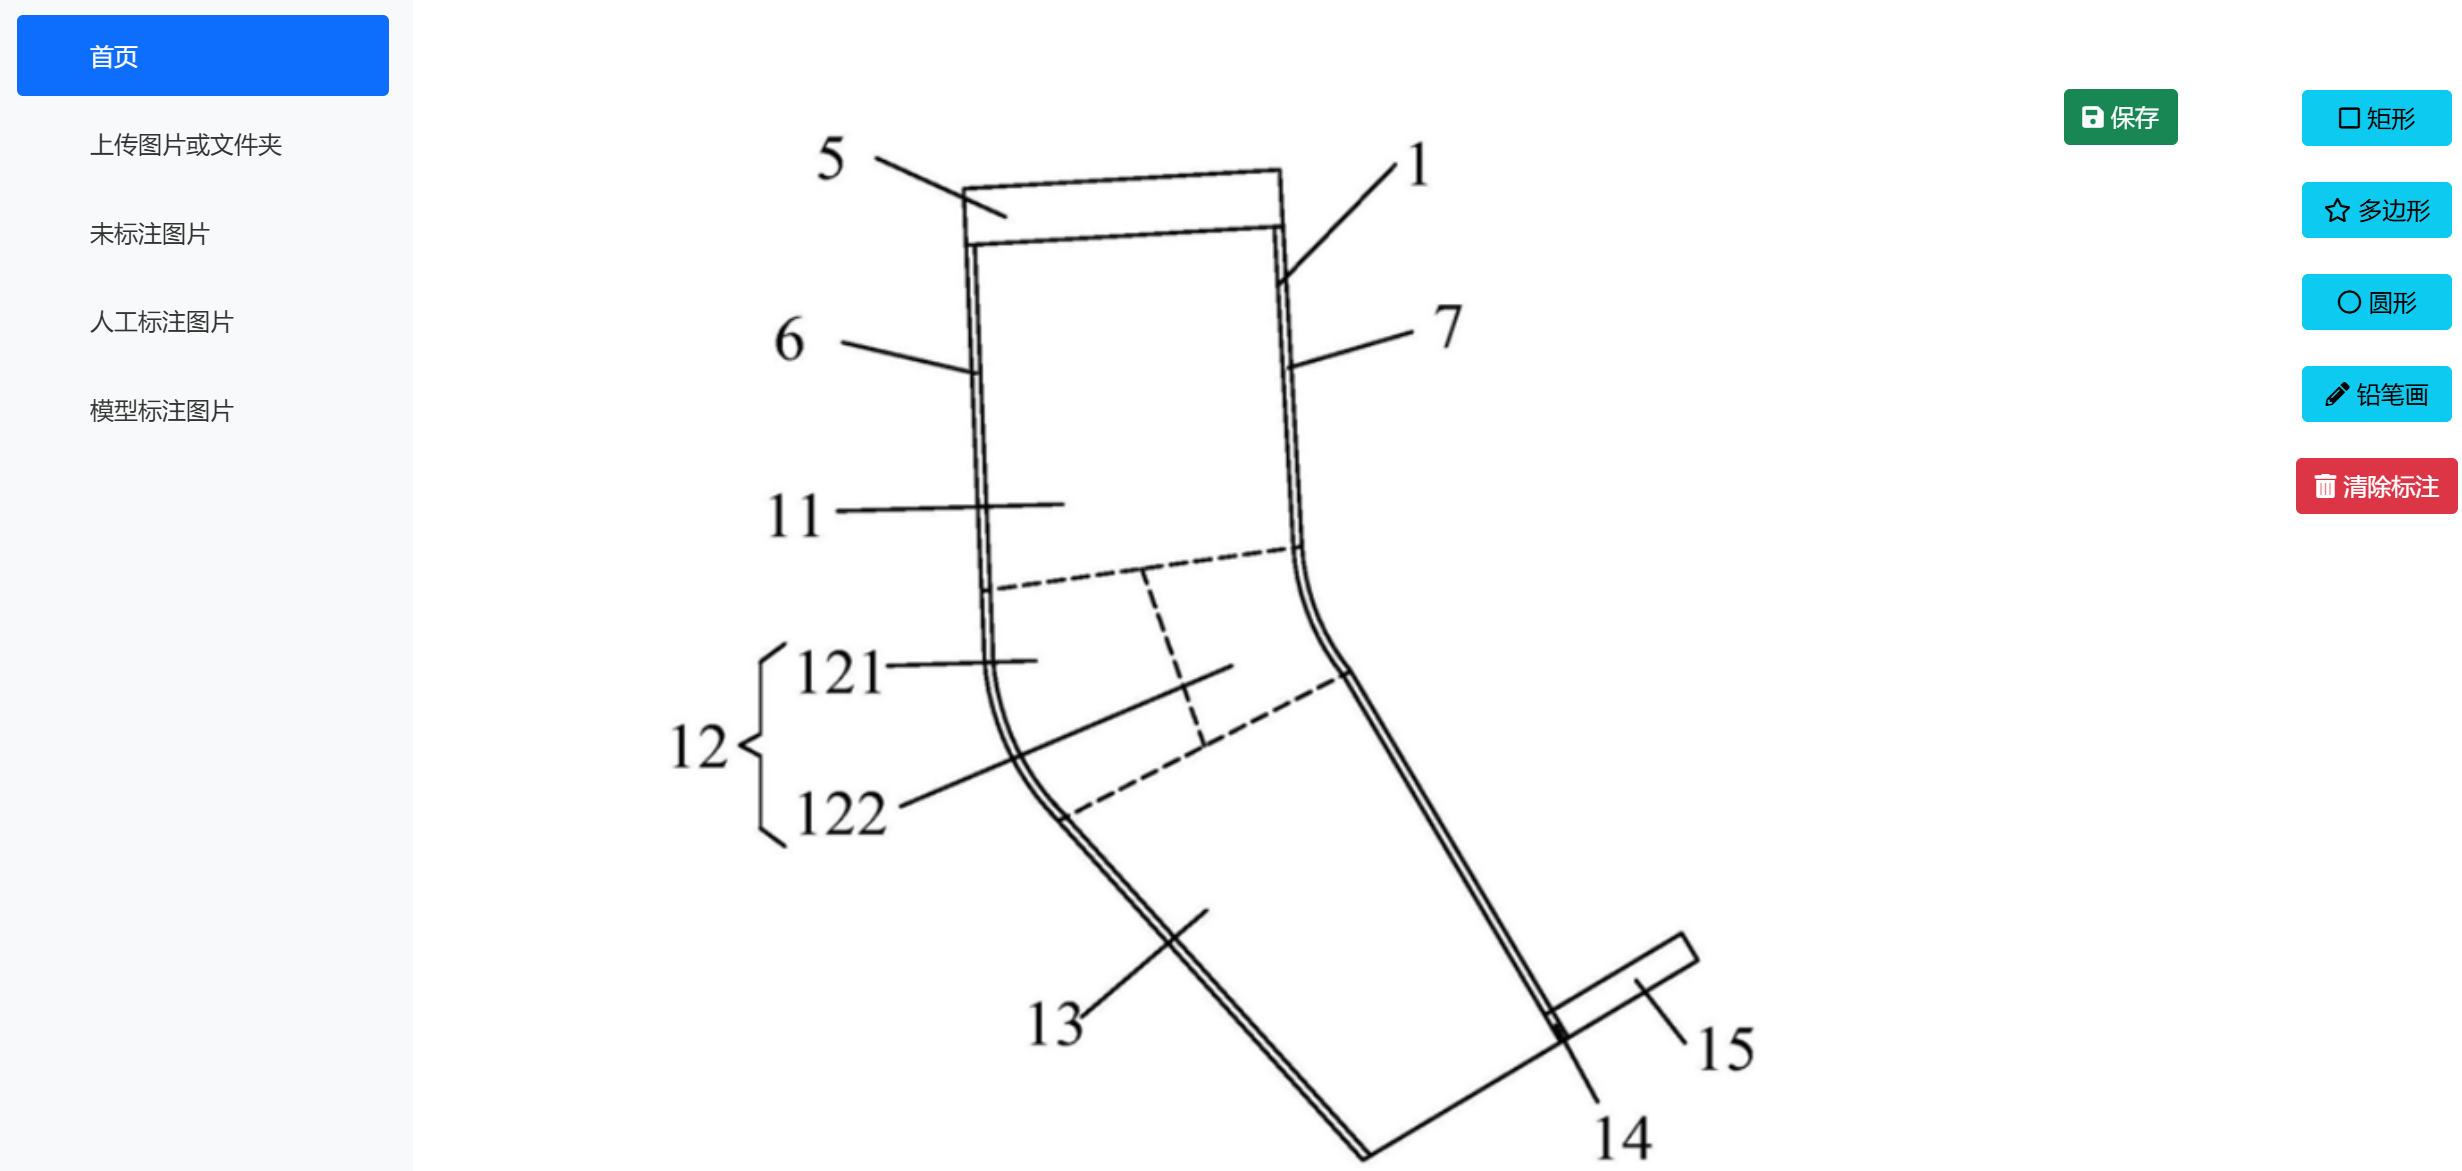 首页
上传图片或文件夹
未标注图片
人工标注图片
模型标注图片
5
1
6
7
11
121
12
122
13
15
14
保存
矩形
多边形
圆形
铅笔画
清除标注